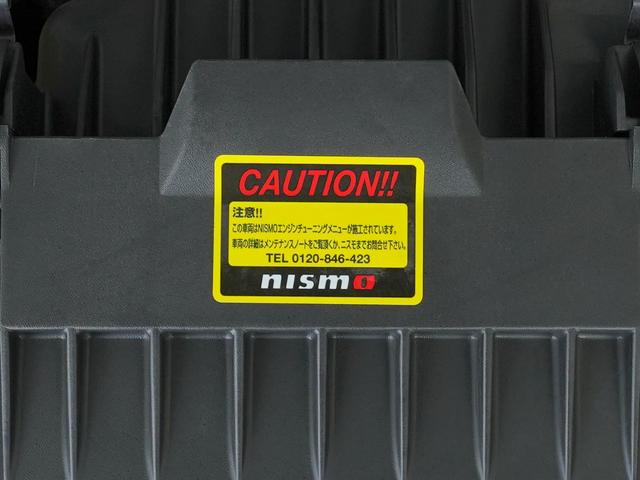 CAUTION!!
注意!!
この車両はNISMOエンジンチューニングメニューが施工されています。
車両の詳細はメンテナンスノートをご覧頂くか、ニスモまでお問合せ下さい。
TEL 0120-846-423
nismo